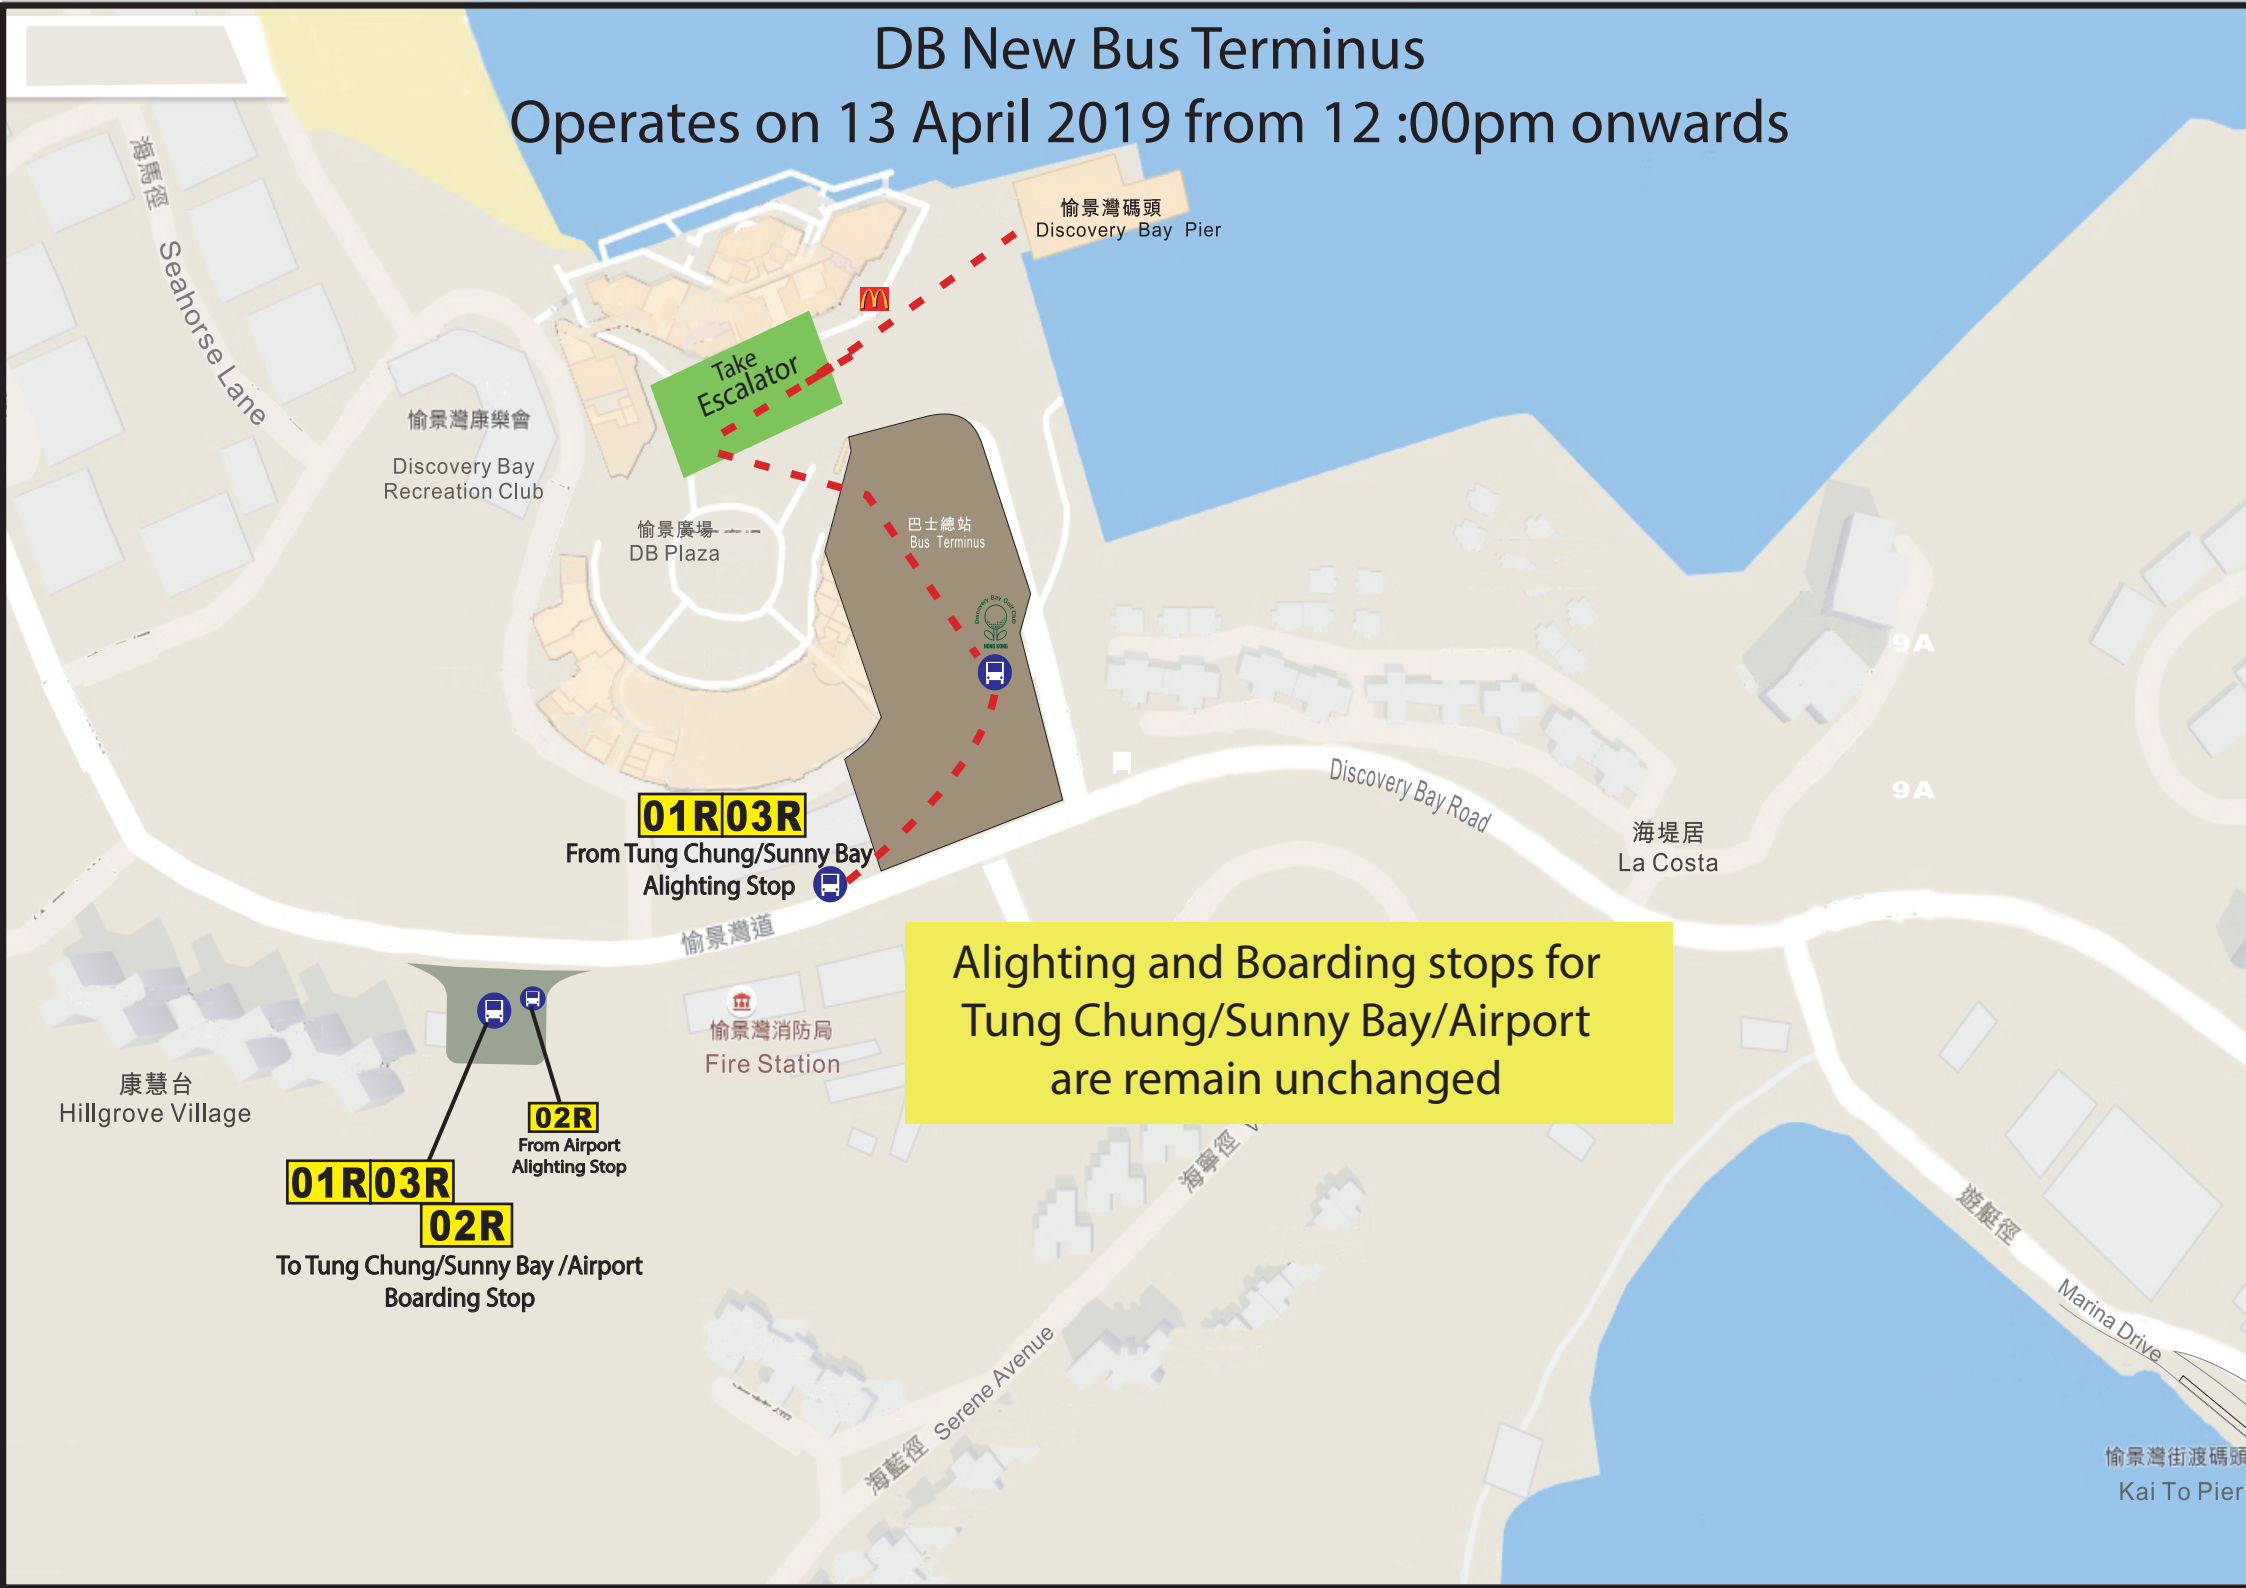 DB New Bus Terminus
Operates on 13 April 2019 from 12 :00pm onwards
愉景灣碼頭
Discovery Bay Pier
海馬徑
Seahorse Lane
Take
Escalator
愉景灣康樂會
Discovery Bay
Recreation Club
愉景廣場
DB Plaza
巴士總站
Bus Terminus
Discovery Bay Golf Club
HONG KONG
9A
9A
Discovery Bay Road
海堤居
La Costa
01R 03R
From Tung Chung/Sunny Bay
Alighting Stop
愉景灣道
Alighting and Boarding stops for
Tung Chung/Sunny Bay/Airport
are remain unchanged
愉景灣消防局
Fire Station
康慧台
Hillgrove Village
02R
From Airport
Alighting Stop
01R 03R
02R
To Tung Chung/Sunny Bay /Airport
Boarding Stop
海寧徑
海藍徑 Serene Avenue
遊艇徑
Marina Drive
愉景灣街渡碼頭
Kai To Pier